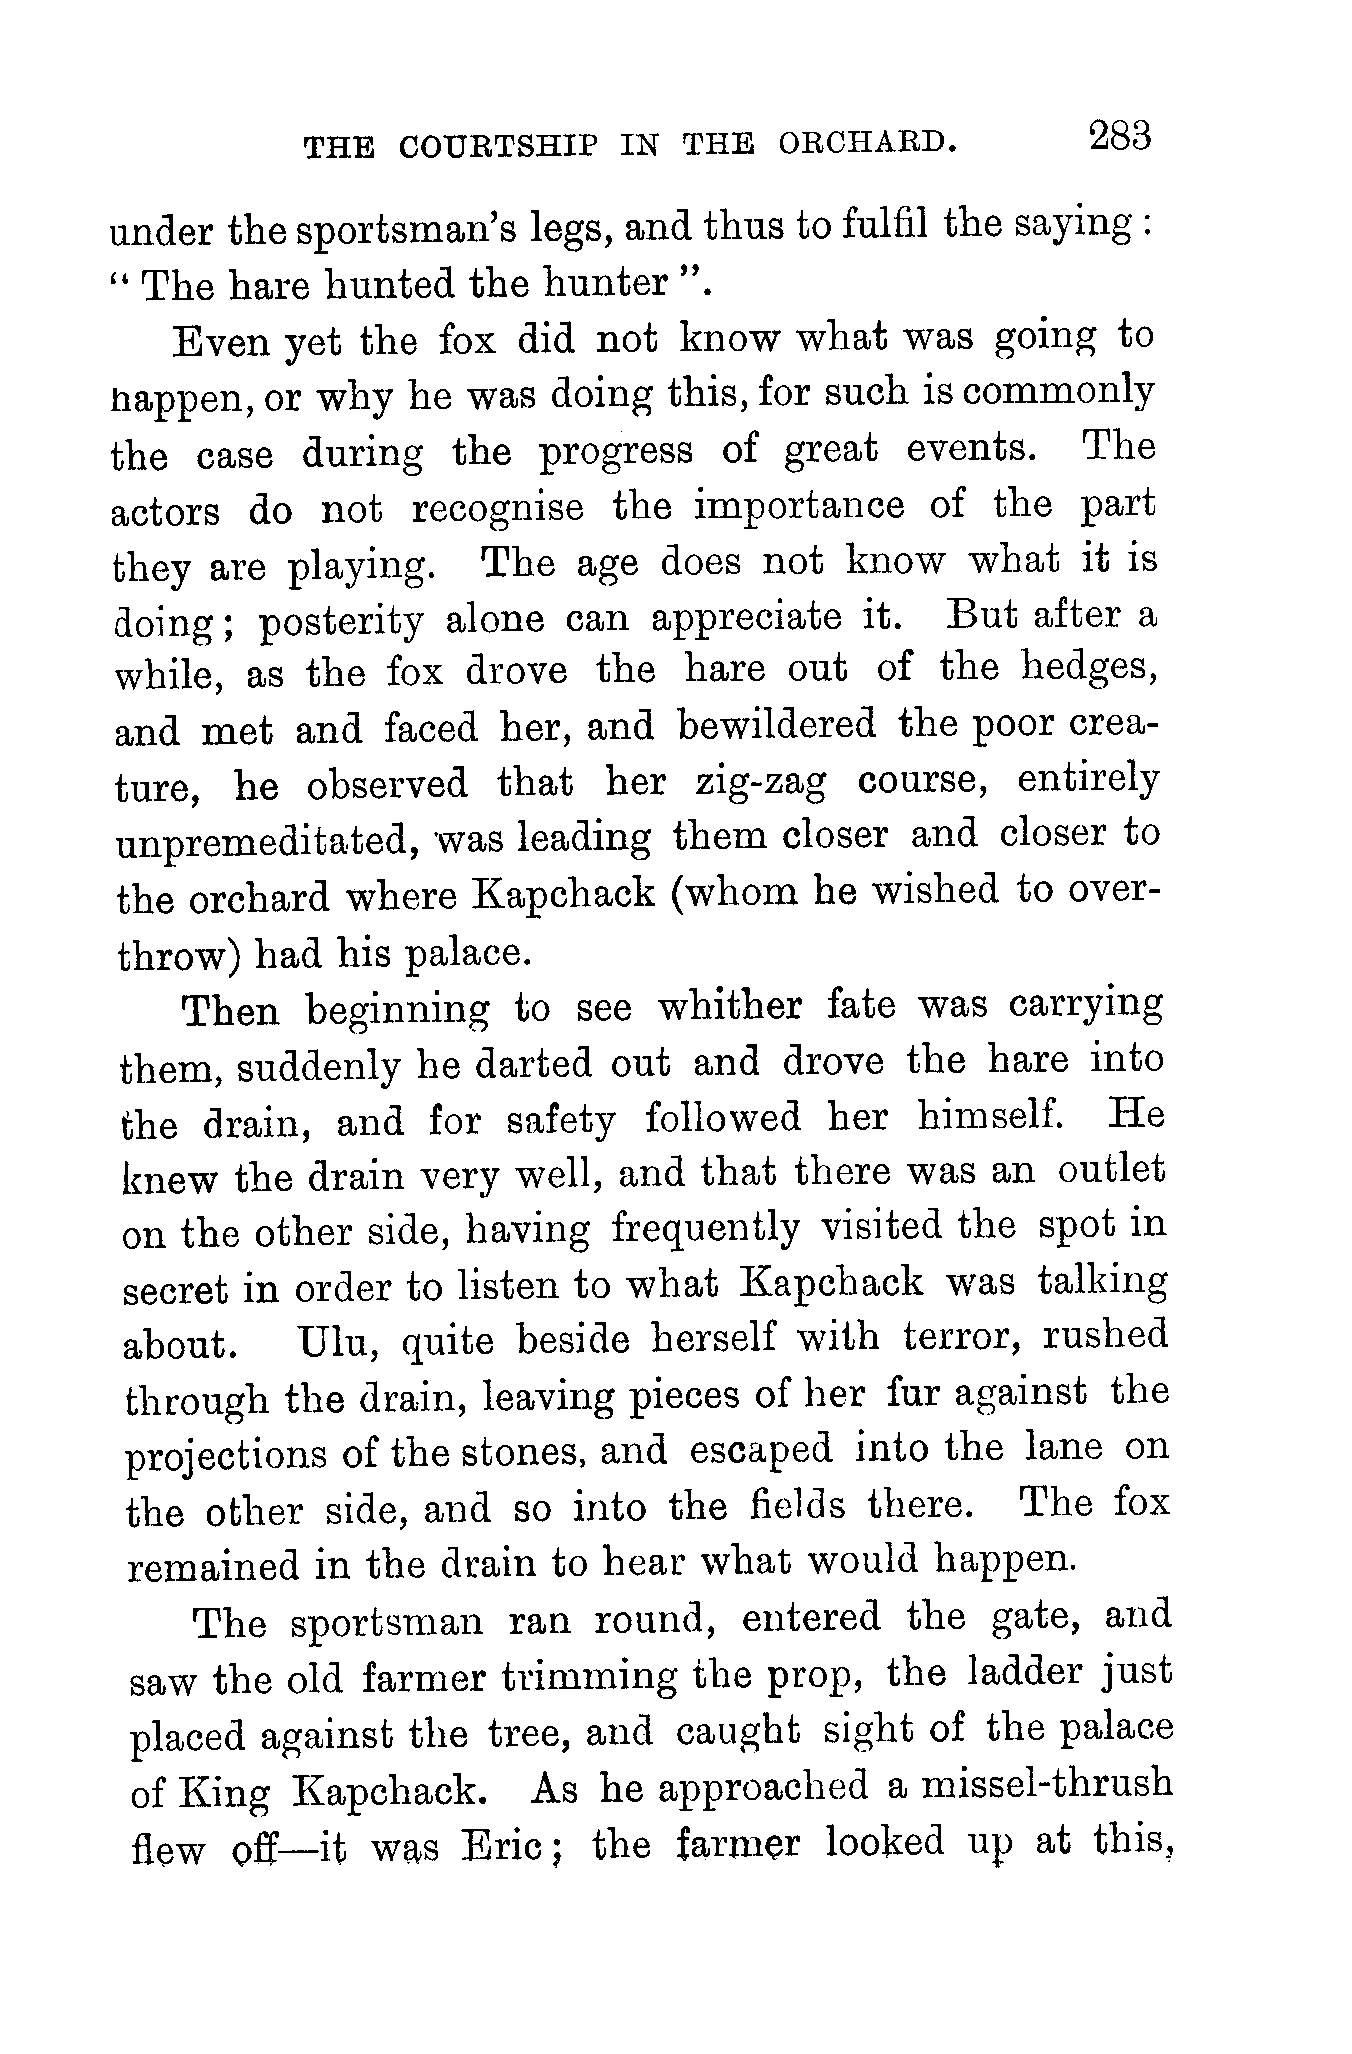 THE COURTSHIP IN THE ORCHARD. 283
under the sportsman's legs, and thus to fulfil the saying :
" The hare hunted the hunter ".
Even yet the fox did not know what was going to
happen, or why he was doing this, for such is commonly
the case during the progress of great events. The
actors do not recognise the importance of the part
they are playing. The age does not know what it is
doing ; posterity alone can appreciate it. But after a
while, as the fox drove the hare out of the hedges,
and met and faced her, and bewildered the poor crea-
ture, he observed that her zig-zag course, entirely
unpremeditated, was leading them closer and closer to
the orchard where Kapchack (whom he wished to over-
throw) had his palace.
Then beginning to see whither fate was carrying
them, suddenly he darted out and drove the hare into
the drain, and for safety followed her himself. He
knew the drain very well, and that there was an outlet
on the other side, having frequently visited the spot in
secret in order to listen to what Kapchack was talking
about. Ulu, quite beside herself with terror, rushed
through the drain, leaving pieces of her fur against the
projections of the stones, and escaped into the lane on
the other side, and so into the fields there. The fox
remained in the drain to hear what would happen.
The sportsman ran round, entered the gate, and
saw the old farmer trimming the prop, the ladder just
placed against the tree, and caught sight of the palace
of King Kapchack. As he approached a missel-thrush
flew off—it was Eric ; the farmer looked up at this,